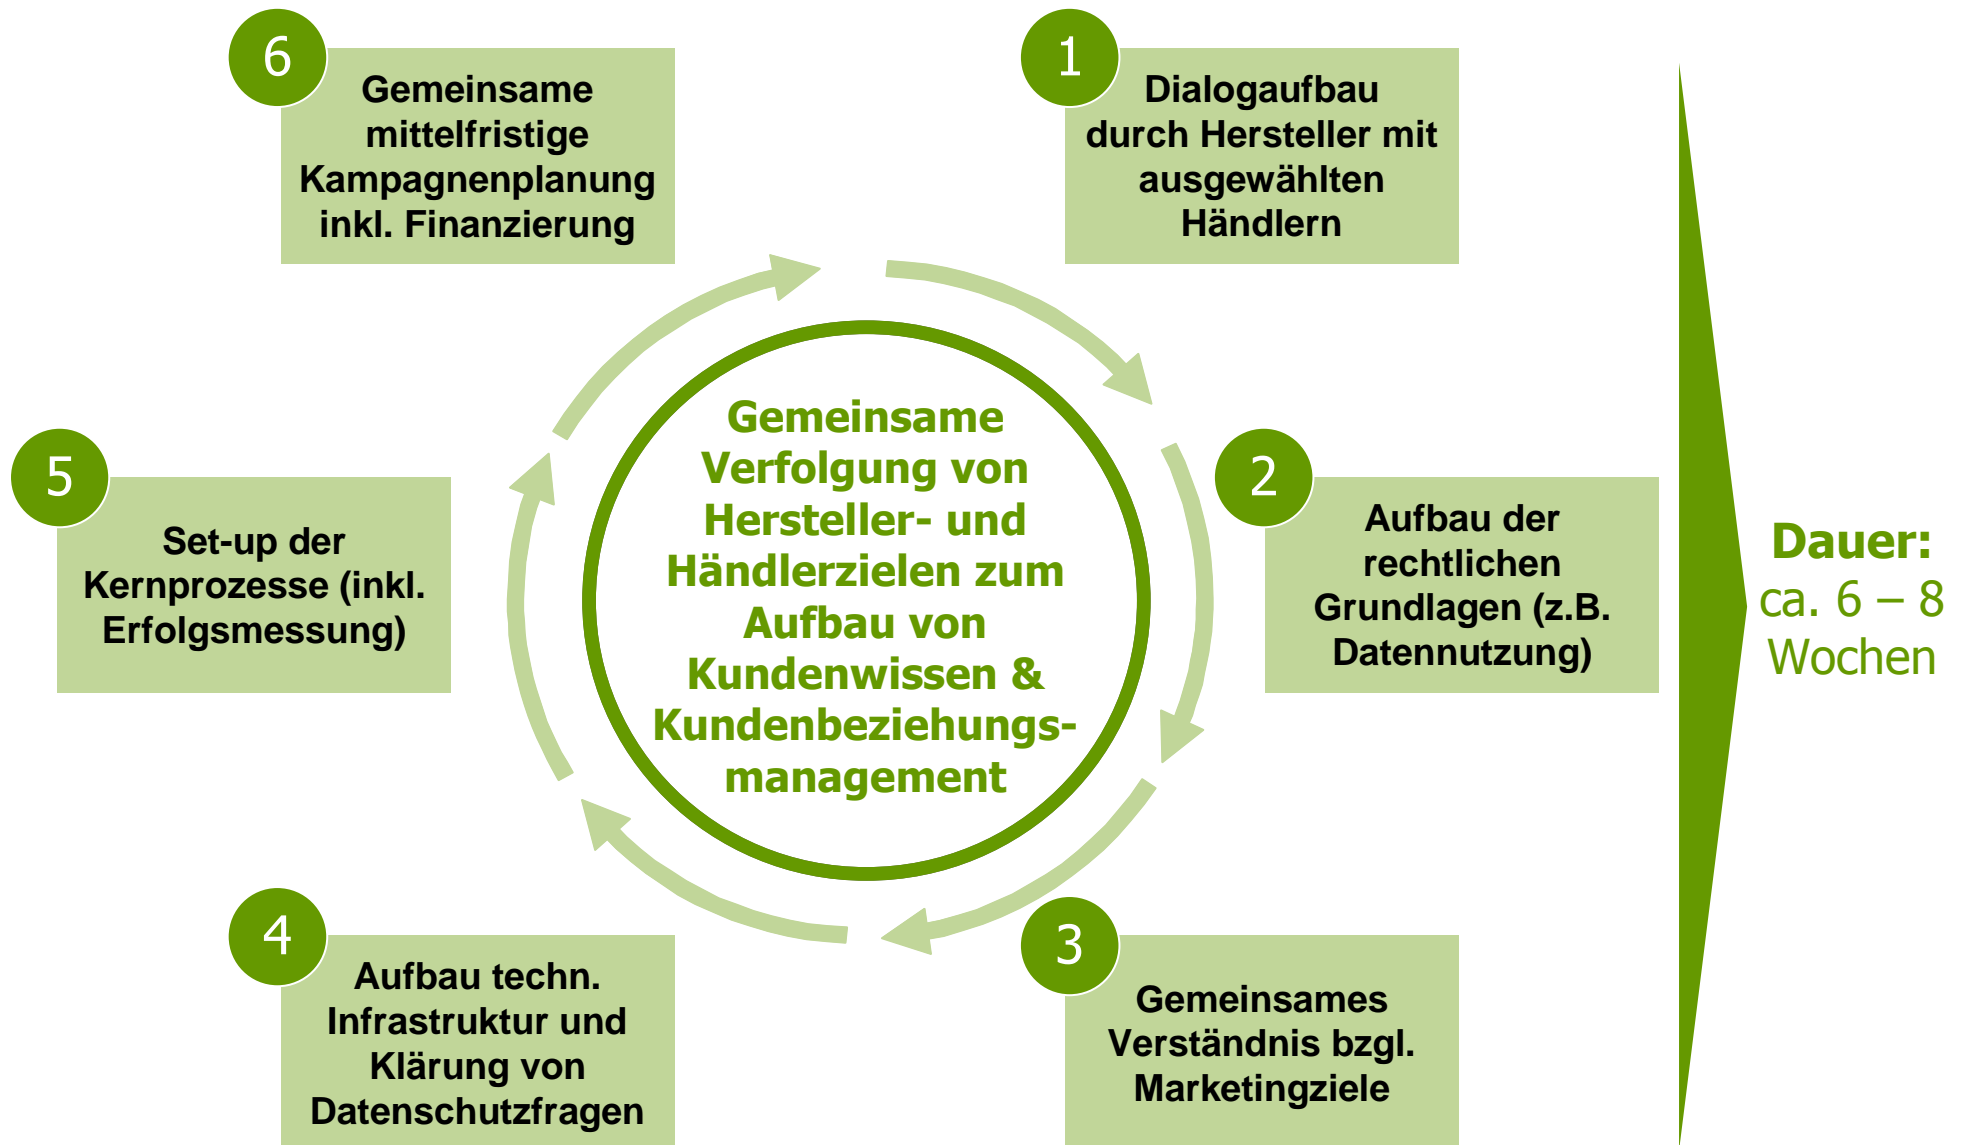 1
Dialogaufbau
durch Hersteller mit
ausgewählten
Händlern
2
Aufbau der
rechtlichen
Grundlagen (z.B.
Datennutzung)
3
Gemeinsames
Verständnis bzgl.
Marketingziele
4
Aufbau techn.
Infrastruktur und
Klärung von
Datenschutzfragen
5
Set-up der
Kernprozesse (inkl.
Erfolgsmessung)
6
Gemeinsame
mittelfristige
Kampagnenplanung
inkl. Finanzierung
Gemeinsame
Verfolgung von
Hersteller- und
Händlerzielen zum
Aufbau von
Kundenwissen &
Kundenbeziehungs-
management
Dauer:
ca. 6 – 8
Wochen